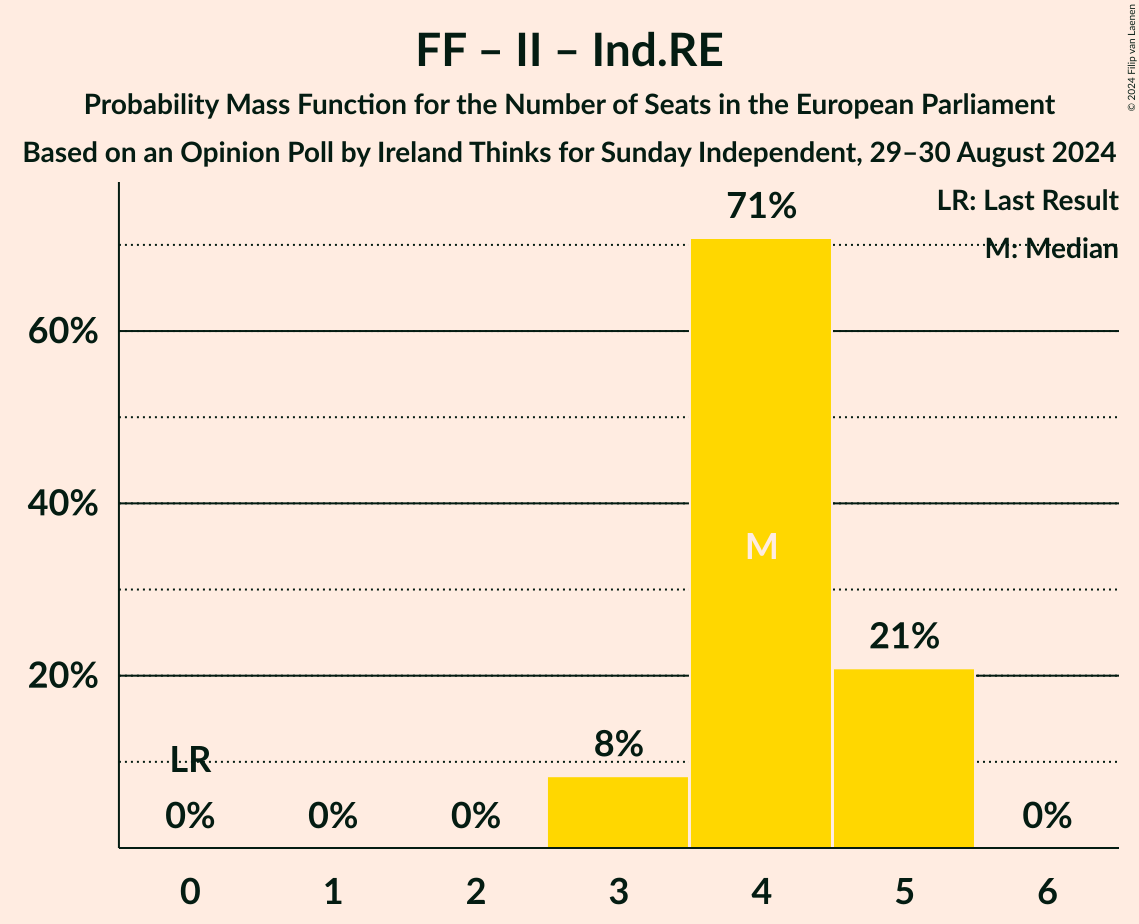 FF – II – Ind.RE
Probability Mass Function for the Number of Seats in the European Parliament
Based on an Opinion Poll by Ireland Thinks for Sunday Independent, 29–30 August 2024
© 2024 Filip van Laenen
LR: Last Result
M: Median
71%
60%
40%
M
21%
20%
8%
LR
0%
0%
0%
0%
0
1
2
3
4
5
6